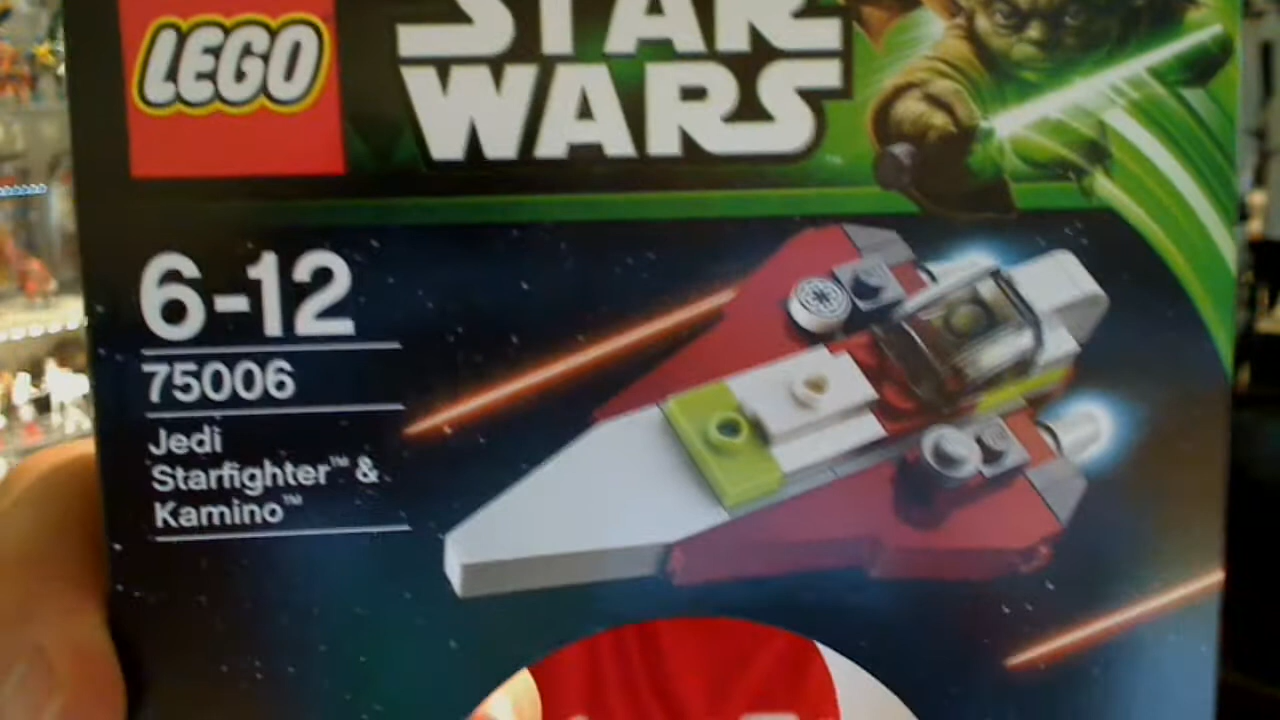 LEGO
STAR
WARS
6-12
75006
Jedi
Starfighter™ &
Kamino™